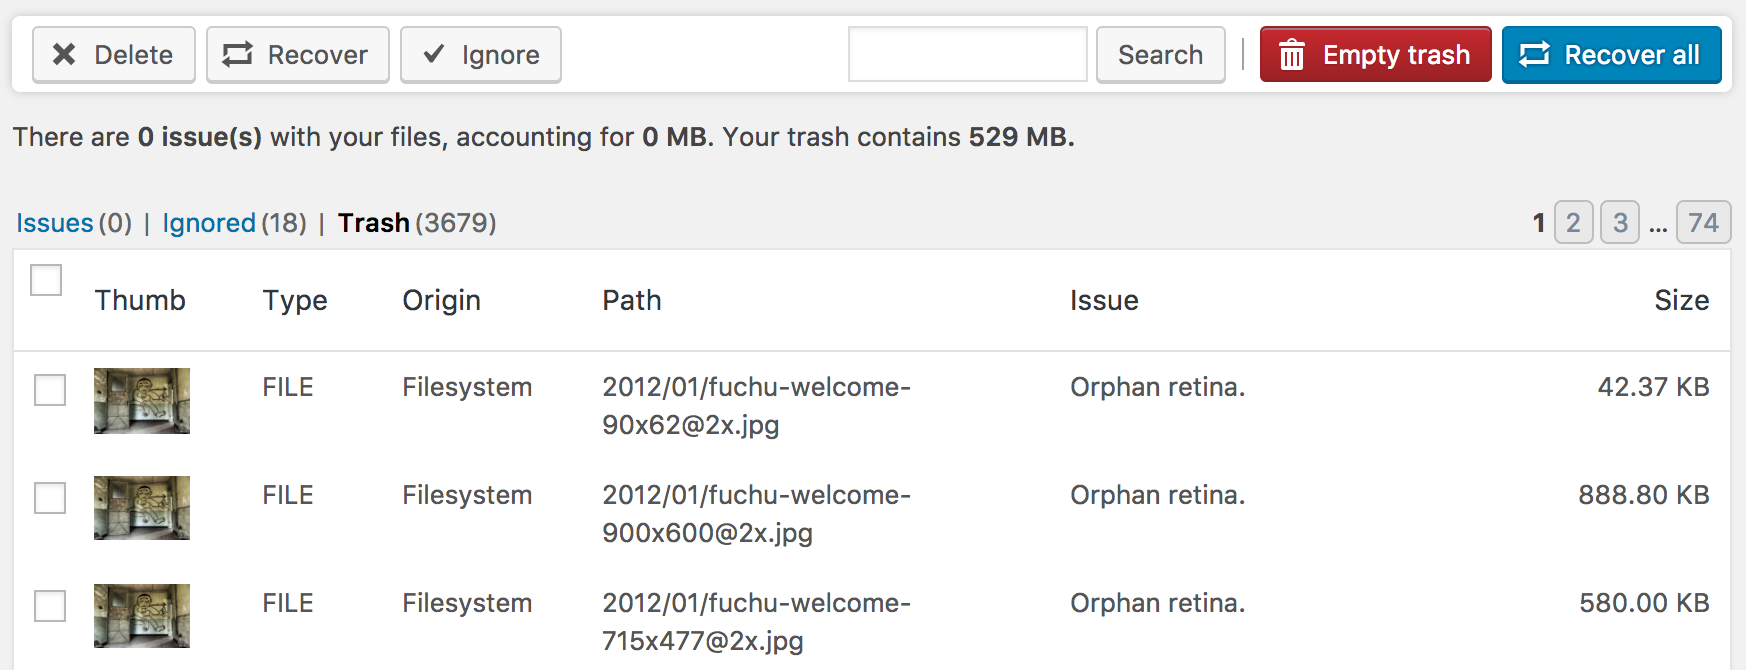 Delete Recover Ignore Search | Empty trash Recover all
There are 0 issue(s) with your files, accounting for 0 MB. Your trash contains 529 MB.
Issues (0) | Ignored (18) | Trash (3679) 1 2 3 ... 74
Thumb Type Origin Path Issue Size
FILE Filesystem 2012/01/fuchu-welcome- Orphan retina. 42.37 KB
90x62@2x.jpg
FILE Filesystem 2012/01/fuchu-welcome- Orphan retina. 888.80 KB
900x600@2x.jpg
FILE Filesystem 2012/01/fuchu-welcome- Orphan retina. 580.00 KB
715x477@2x.jpg